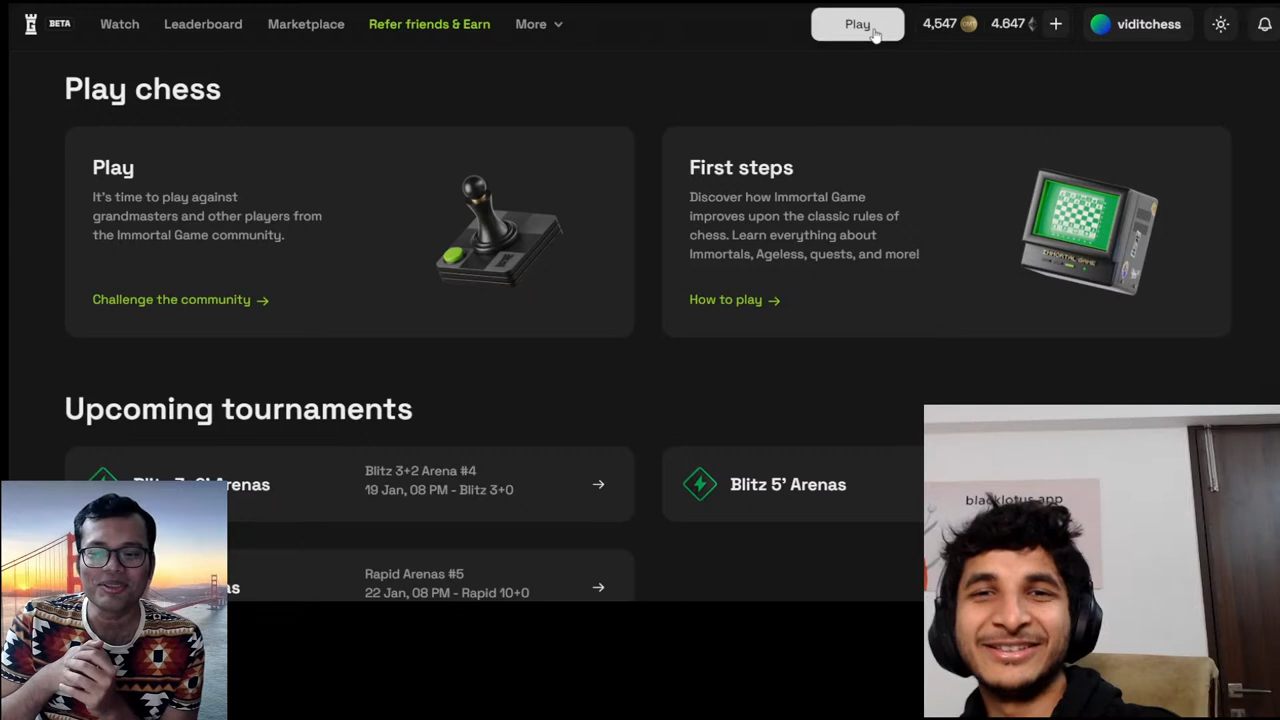 BETA
Watch
Leaderboard
Marketplace
Refer friends & Earn
More
Play
4,547
4.647
viditchess
Play chess
Play
It's time to play against
grandmasters and other players from
the Immortal Game community.
Challenge the community →
First steps
Discover how Immortal Game
improves upon the classic rules of
chess. Learn everything about
Immortals, Ageless, quests, and more!
How to play →
IMMORTAL GAME
Upcoming tournaments
Arenas
Blitz 3+2 Arena #4
19 Jan, 08 PM - Blitz 3+0
Blitz 5' Arenas
Rapid Arenas #5
22 Jan, 08 PM - Rapid 10+0
blacklotus.app